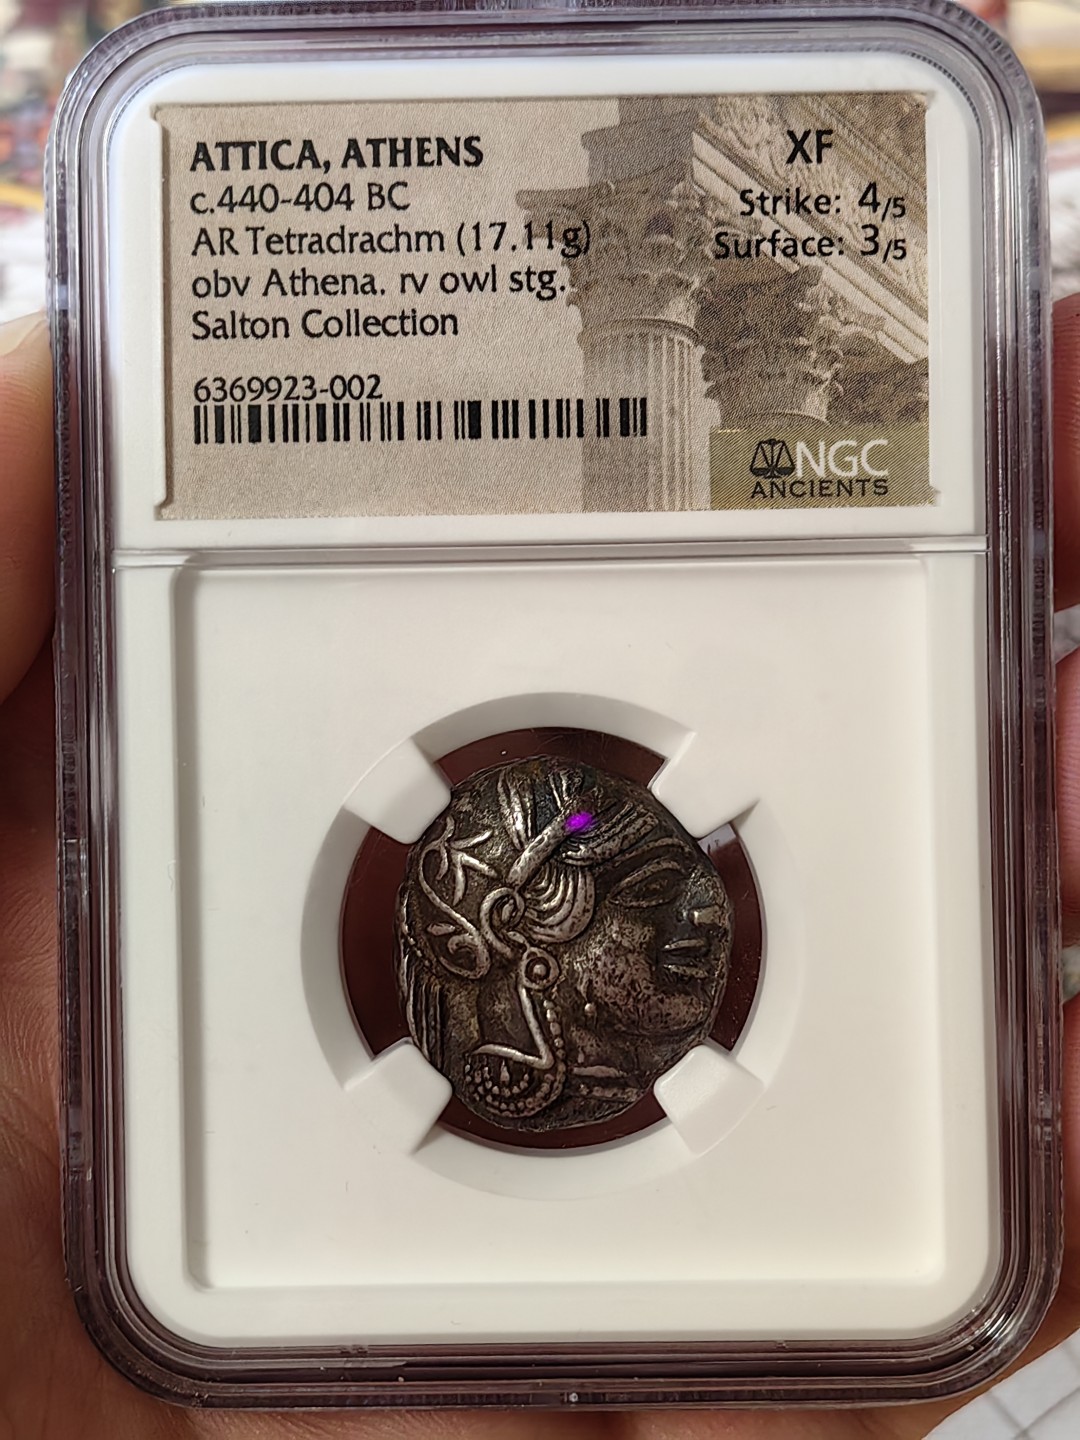 ATTICA, ATHENS
c.440-404 BC
AR Tetradrachm (17.11g)
obv Athena. rv owl stg.
Salton Collection
6369923-002
XF
Strike: 4/5
Surface: 3/5
NGC
ANCIENTS